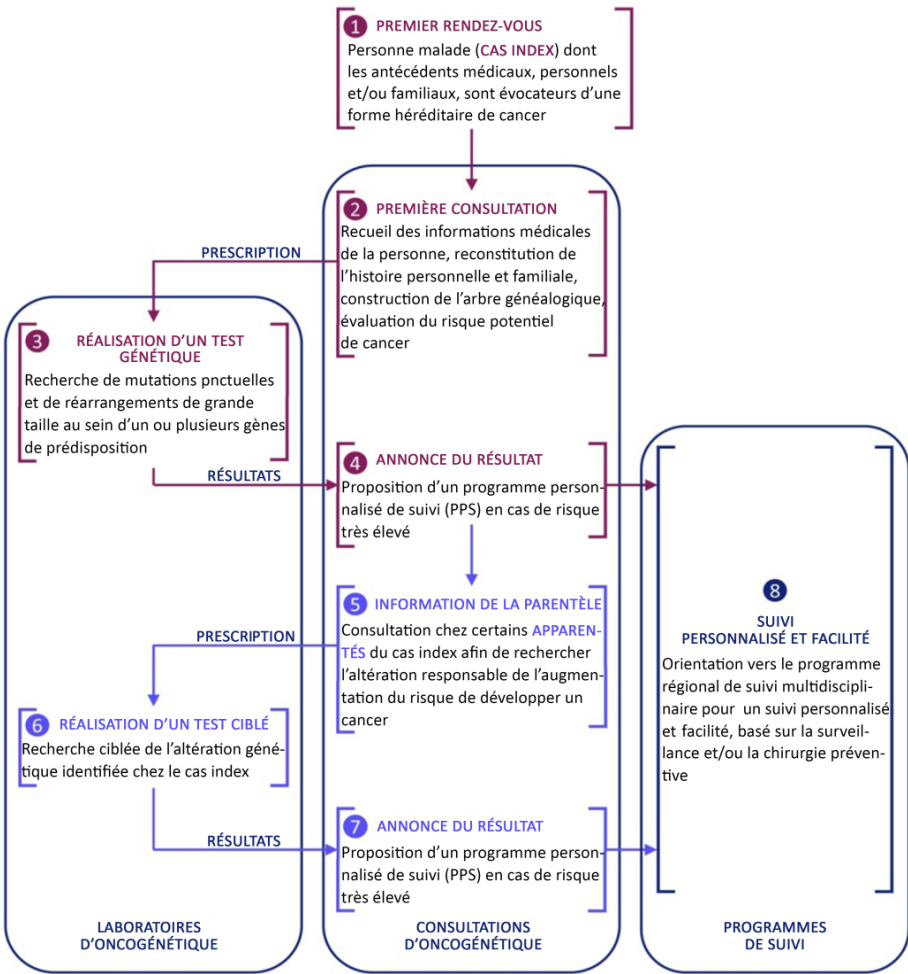 1 PREMIER RENDEZ-VOUS
Personne malade (CAS INDEX) dont
les antécédents médicaux, personnels
et/ou familiaux, sont évocateurs d’une
forme héréditaire de cancer
2 PREMIÈRE CONSULTATION
Recueil des informations médicales
de la personne, reconstitution de
l’histoire personnelle et familiale,
construction de l’arbre généalogique,
évaluation du risque potentiel
de cancer
PRESCRIPTION
3 RÉALISATION D’UN TEST
GÉNÉTIQUE
Recherche de mutations pnctuelles
et de réarrangements de grande
taille au sein d’un ou plusieurs gènes
de prédisposition
RÉSULTATS
4 ANNONCE DU RÉSULTAT
Proposition d’un programme person-
nalisé de suivi (PPS) en cas de risque
très élevé
5 INFORMATION DE LA PARENTÈLE
Consultation chez certains APPAREN-
TÉS du cas index afin de rechercher
l’altération responsable de l’augmen-
tation du risque de développer un
cancer
PRESCRIPTION
6 RÉALISATION D’UN TEST CIBLÉ
Recherche ciblée de l’altération géné-
tique identifiée chez le cas index
RÉSULTATS
7 ANNONCE DU RÉSULTAT
Proposition d’un programme person-
nalisé de suivi (PPS) en cas de risque
très élevé
8
SUIVI
PERSONNALISÉ ET FACILITÉ
Orientation vers le programme
régional de suivi multidiscipli-
naire pour un suivi personnalisé
et facilité, basé sur la surveil-
lance et/ou la chirurgie préven-
tive
LABORATOIRES
D’ONCOGÉNÉTIQUE
CONSULTATIONS
D’ONCOGÉNÉTIQUE
PROGRAMMES
DE SUIVI